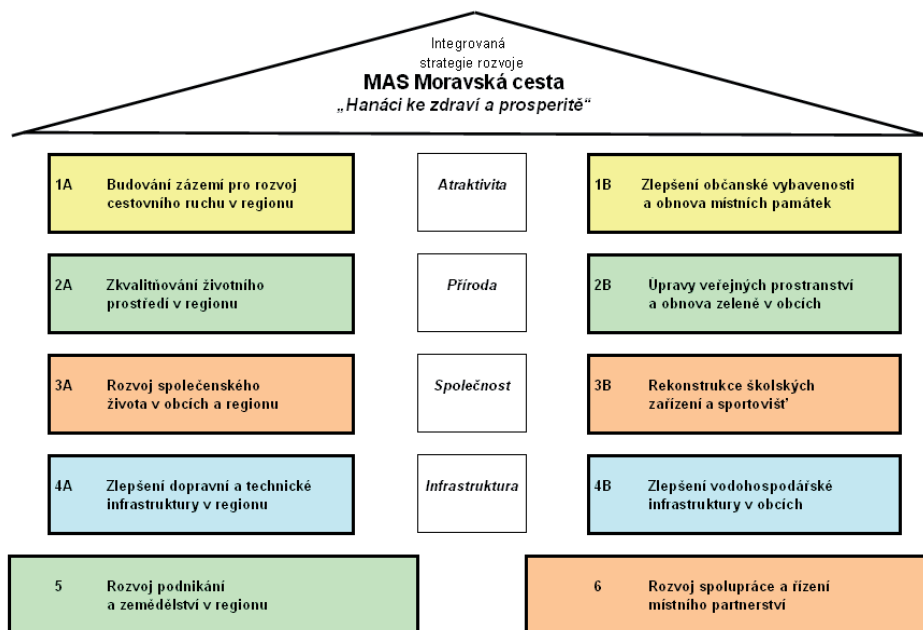 Integrovaná
strategie rozvoje
MAS Moravská cesta
„Hanáci ke zdraví a prosperitě“
1A Budování zázemí pro rozvoj
cestovního ruchu v regionu
Atraktivita
1B Zlepšení občanské vybavenosti
a obnova místních památek
2A Zkvalitňování životního
prostředí v regionu
Příroda
2B Úpravy veřejných prostranství
a obnova zeleně v obcích
3A Rozvoj společenského
života v obcích a regionu
Společnost
3B Rekonstrukce školských
zařízení a sportovišť
4A Zlepšení dopravní a technické
infrastruktury v regionu
Infrastruktura
4B Zlepšení vodohospodářské
infrastruktury v obcích
5 Rozvoj podnikání
a zemědělství v regionu
6 Rozvoj spolupráce a řízení
místního partnerství